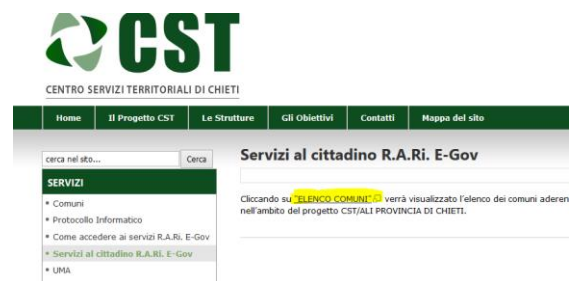 CST
CENTRO SERVIZI TERRITORIALI DI CHIETI
Home Il Progetto CST Le Strutture Gli Obiettivi Contatti Mappa del sito
cerca nel sito... Cerca
SERVIZI
Comuni
Protocollo Informatico
Come accedere ai servizi R.A.Ri. E-Gov
Servizi al cittadino R.A.Ri. E-Gov
UMA
Servizi al cittadino R.A.Ri. E-Gov
Cliccando su "ELENCO COMUNI" verrà visualizzato l'elenco dei comuni aderen
nell'ambito del progetto CST/ALI PROVINCIA DI CHIETI.